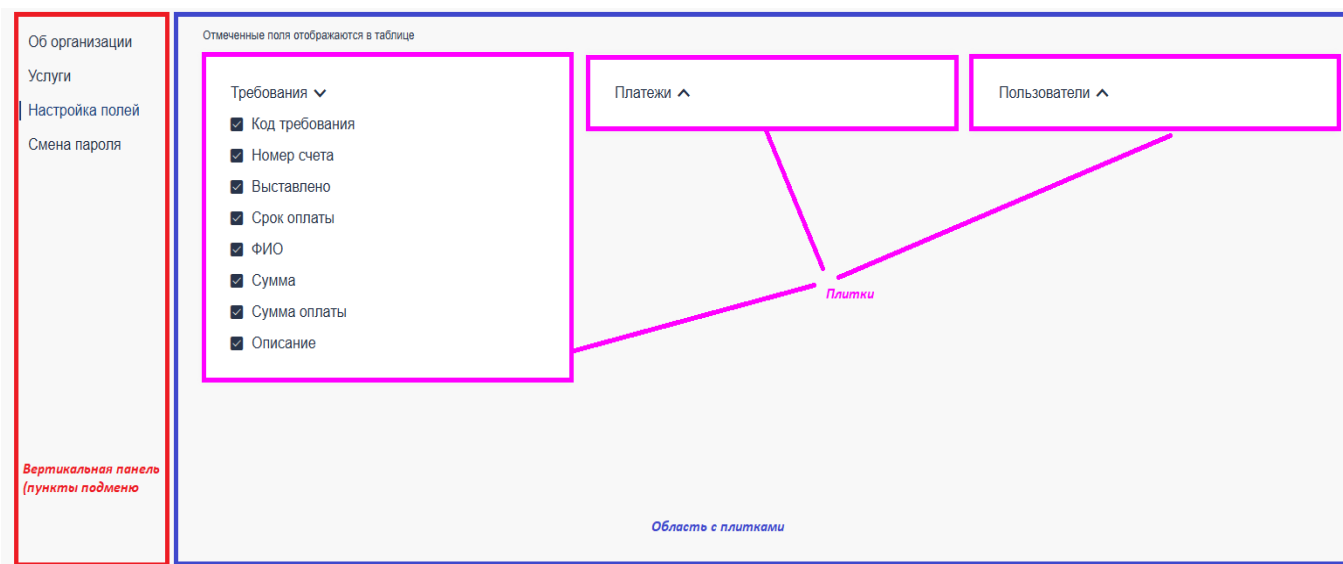 Об организации
Услуги
Настройка полей
Смена пароля
Вертикальная панель
(пункты подменю
Отмеченные поля отображаются в таблице
Требования
Код требования
Номер счета
Выставлено
Срок оплаты
ФИО
Сумма
Сумма оплаты
Описание
Платежи
Пользователи
Плитки
Область с плитками